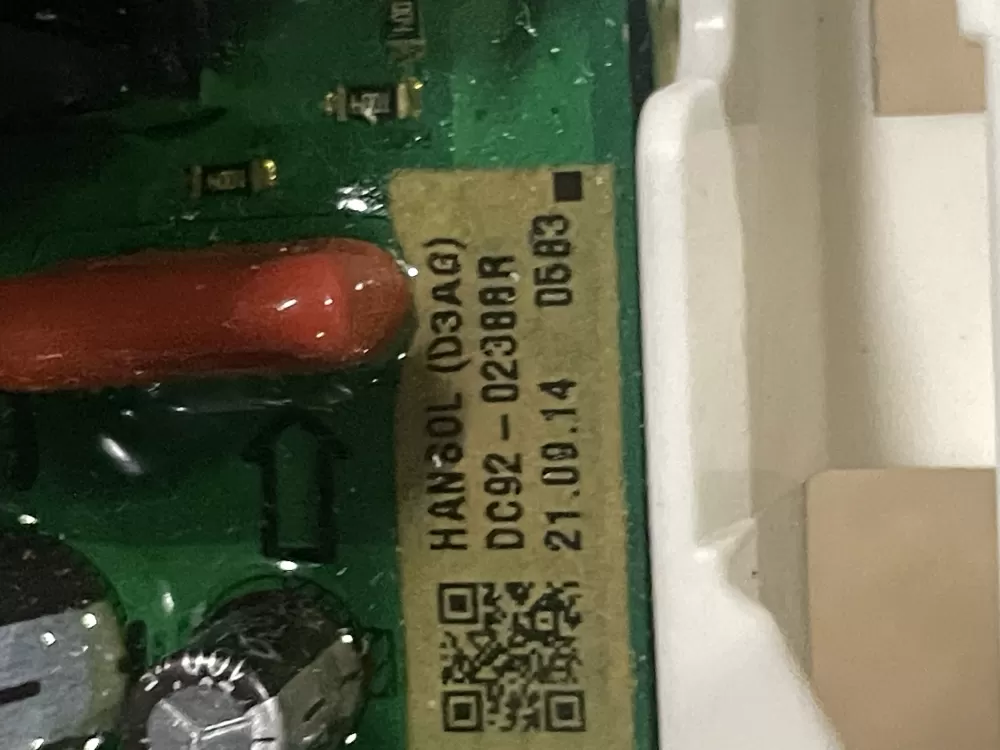 HANSOL (D3AG)
DC92-02388R
21.09.14 0583